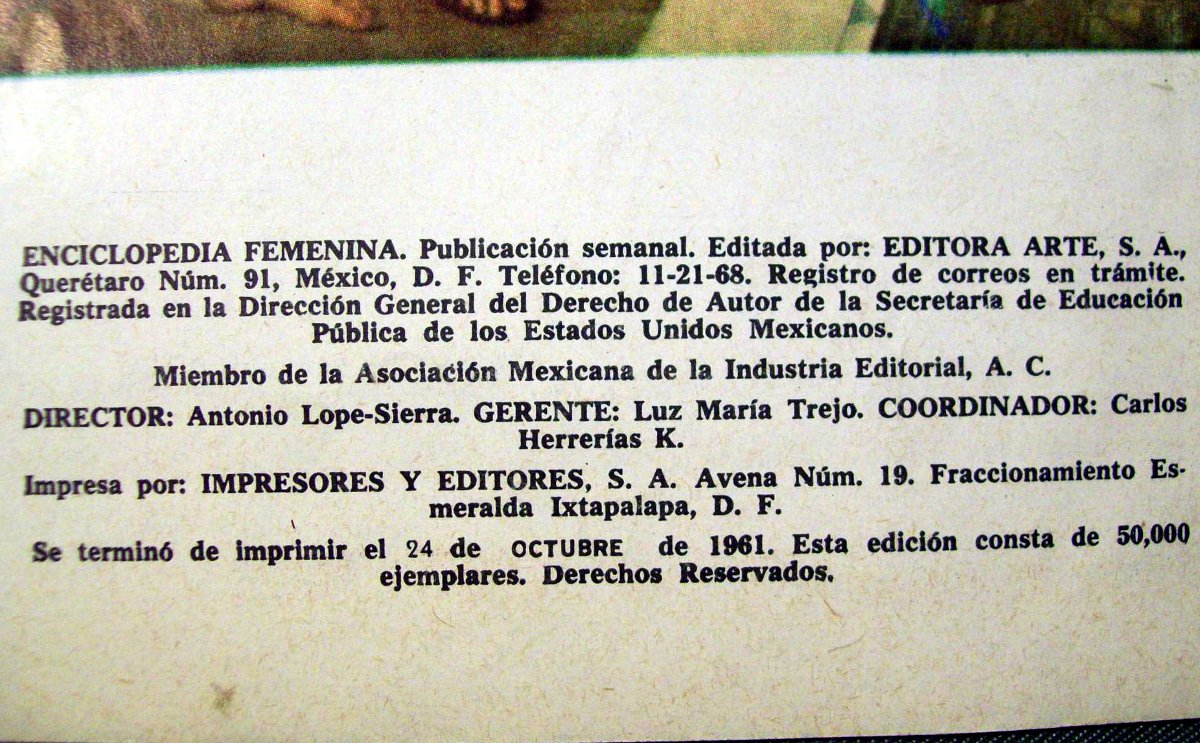 ENCICLOPEDIA FEMENINA. Publicación semanal. Editada por: EDITORA ARTE, S. A.,
Querétaro Núm. 91, México, D. F. Teléfono: 11-21-68. Registro de correos en trámite.
Registrada en la Dirección General del Derecho de Autor de la Secretaría de Educación
Pública de los Estados Unidos Mexicanos.
Miembro de la Asociación Mexicana de la Industria Editorial, A. C.
DIRECTOR: Antonio Lope-Sierra. GERENTE: Luz María Trejo. COORDINADOR: Carlos
Herrerías K.
Impresa por: IMPRESORES Y EDITORES, S. A. Avena Núm. 19. Fraccionamiento Es-
meralda Ixtapalapa, D. F.
Se terminó de imprimir el 24 de OCTUBRE de 1961. Esta edición consta de 50,000
ejemplares. Derechos Reservados.